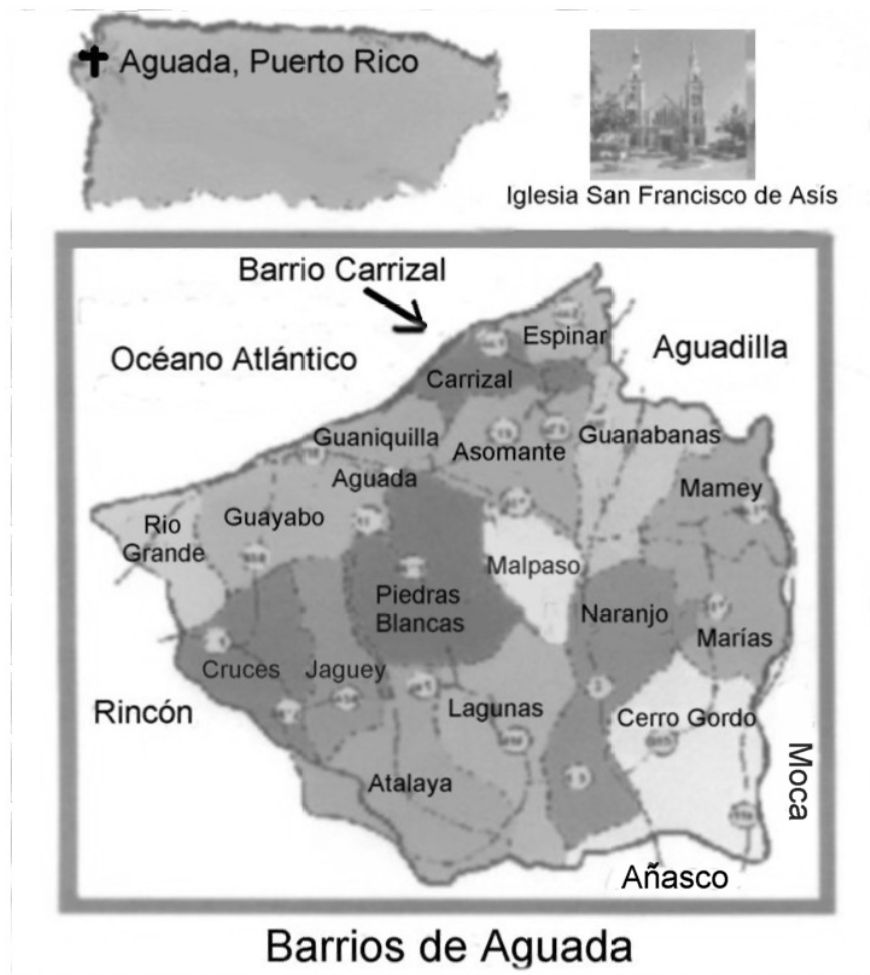 Aguada, Puerto Rico
Iglesia San Francisco de Asís
Barrio Carrizal
Espinar
Océano Atlántico
Aguadilla
Carrizal
Guaniquilla
Guanabanas
Asomante
Aguada
Mamey
Rio
Grande
Guayabo
Malpaso
Piedras
Blancas
Naranjo
Marías
Cruces
Jaguey
Rincón
Lagunas
Cerro Gordo
Atalaya
Moca
Añasco
Barrios de Aguada